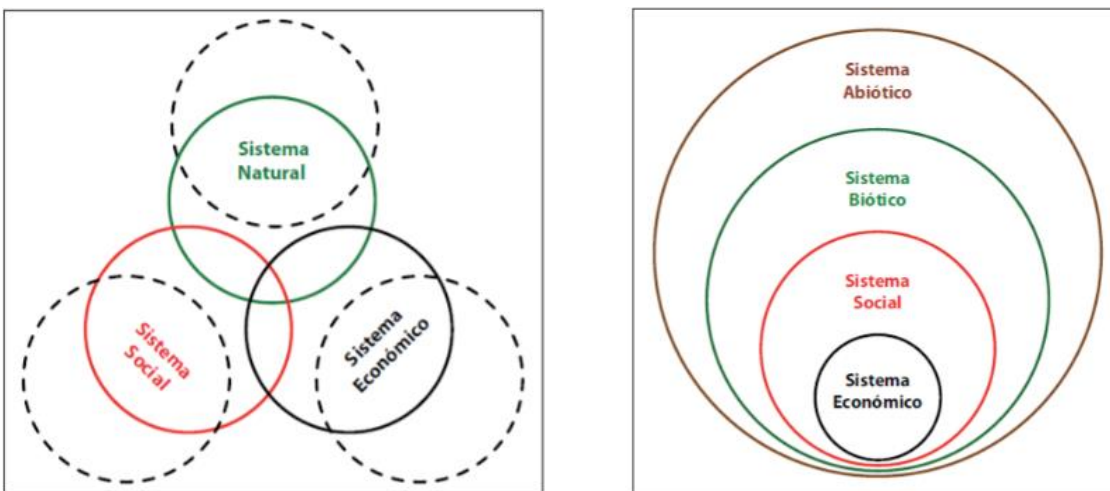 Sistema
Natural
Sistema
Social
Sistema
Económico
Sistema
Abiótico
Sistema
Biótico
Sistema
Social
Sistema
Económico